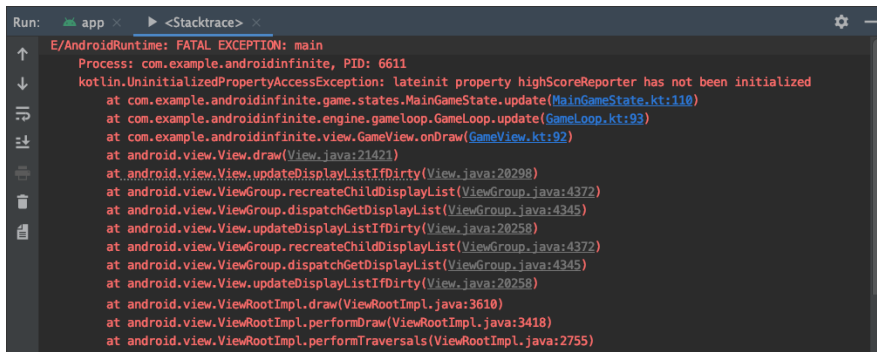 Run: app × <Stacktrace> ×
E/AndroidRuntime: FATAL EXCEPTION: main
Process: com.example.androidinfinite, PID: 6611
kotlin.UninitializedPropertyAccessException: lateinit property highScoreReporter has not been initialized
at com.example.androidinfinite.game.states.MainGameState.update(MainGameState.kt:110)
at com.example.androidinfinite.engine.gameloop.GameLoop.update(GameLoop.kt:93)
at com.example.androidinfinite.view.GameView.onDraw(GameView.kt:92)
at android.view.View.draw(View.java:21421)
at android.view.View.updateDisplayListIfDirty(View.java:20298)
at android.view.ViewGroup.recreateChildDisplayList(ViewGroup.java:4372)
at android.view.ViewGroup.dispatchGetDisplayList(ViewGroup.java:4345)
at android.view.View.updateDisplayListIfDirty(View.java:20258)
at android.view.ViewGroup.recreateChildDisplayList(ViewGroup.java:4372)
at android.view.ViewGroup.dispatchGetDisplayList(ViewGroup.java:4345)
at android.view.View.updateDisplayListIfDirty(View.java:20258)
at android.view.ViewRootImpl.draw(ViewRootImpl.java:3610)
at android.view.ViewRootImpl.performDraw(ViewRootImpl.java:3418)
at android.view.ViewRootImpl.performTraversals(ViewRootImpl.java:2755)